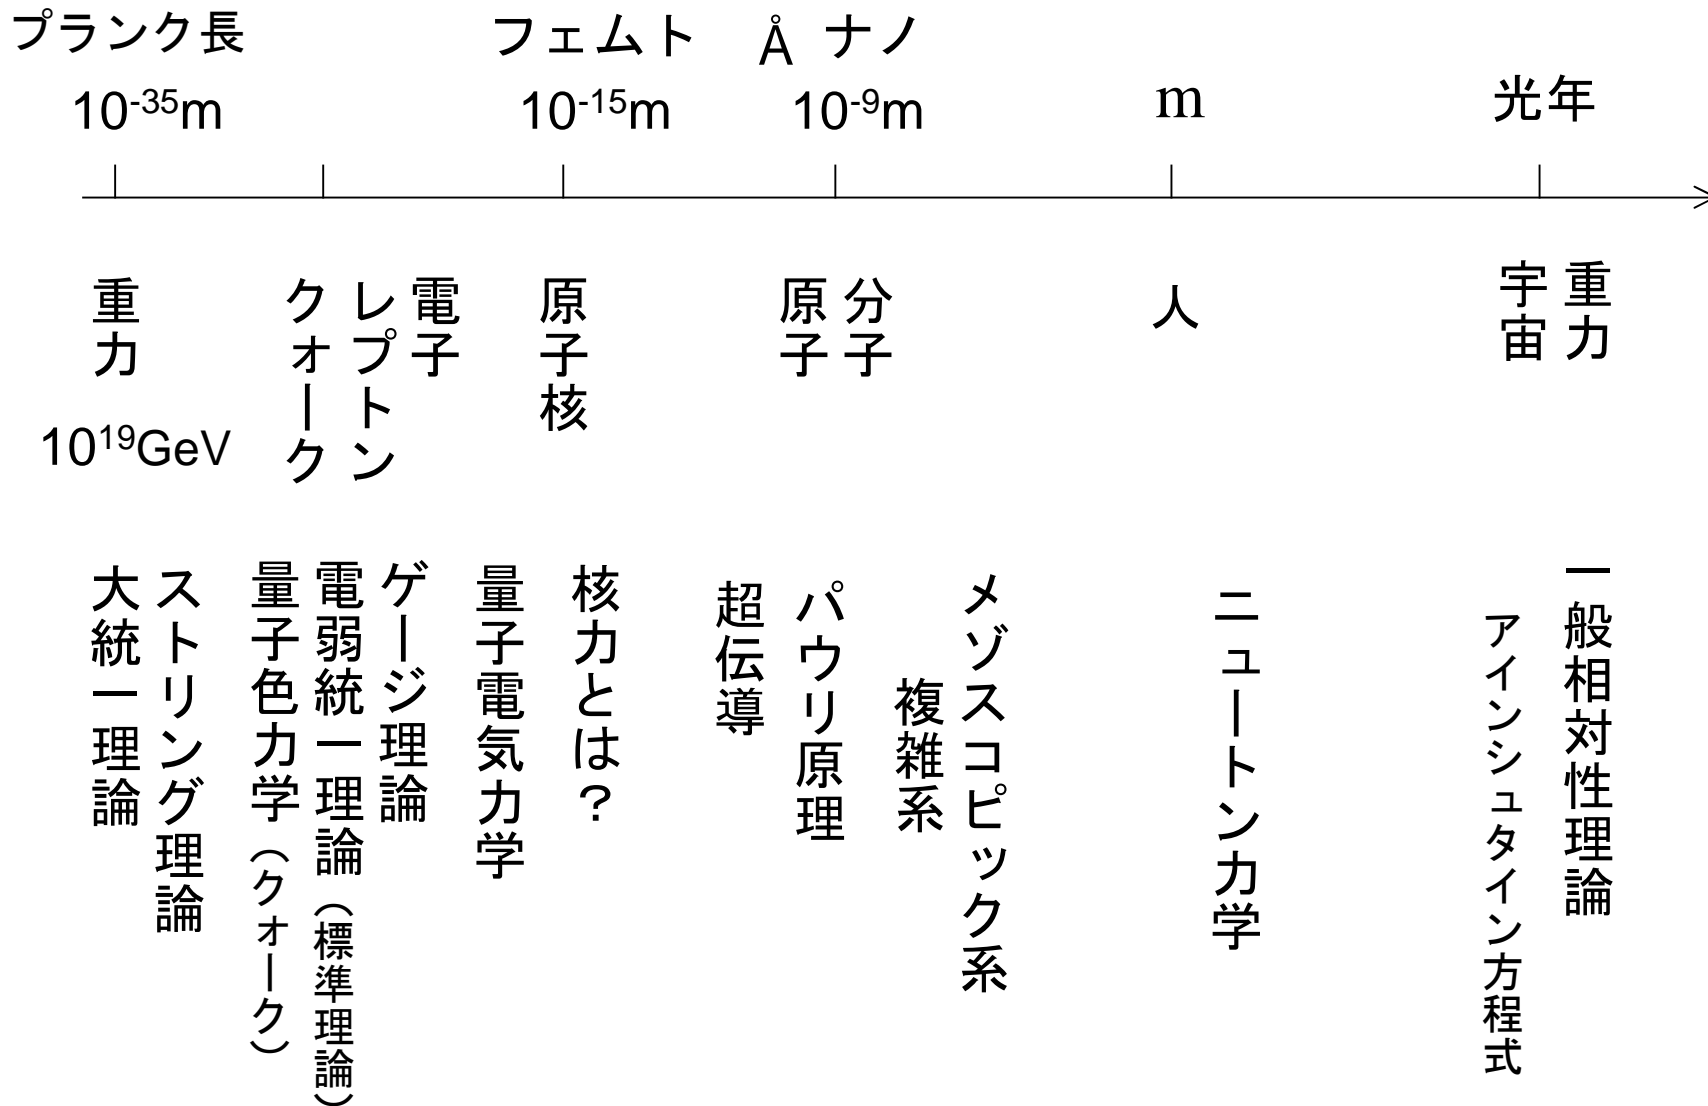 プランク長
フェムト
Å
ナノ
10-35m
10-15m
10-9m
m
光年
重力
クォーク
レプトン
電子
原子核
原子
分子
人
宇宙
重力
1019GeV
大統一理論
ストリング理論
量子色力学（クォーク）
電弱統一理論（標準理論）
ゲージ理論
量子電気力学
核力とは？
超伝導
パウリ原理
複雑系
メゾスコピック系
ニュートン力学
アインシュタイン方程式
一般相対性理論